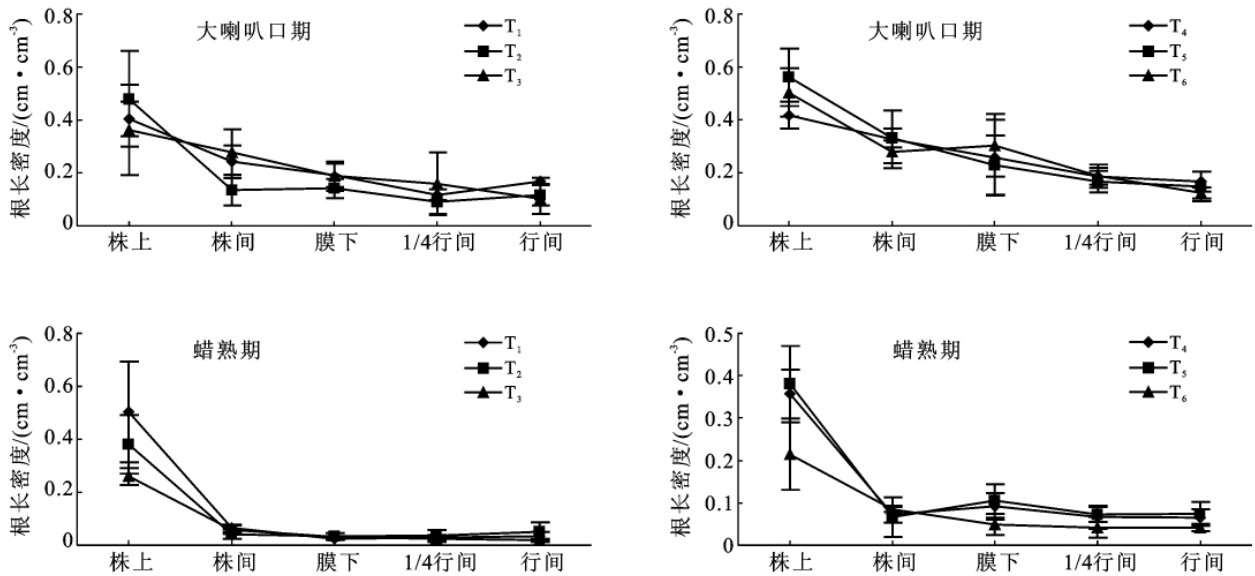 大喇叭口期
T₁
T₂
T₃
0.8
0.6
0.4
0.2
0
根长密度/(cm·cm⁻³)
株上 株间 膜下 1/4行间 行间
大喇叭口期
T₄
T₅
T₆
0.8
0.6
0.4
0.2
0
根长密度/(cm·cm⁻³)
株上 株间 膜下 1/4行间 行间
蜡熟期
T₁
T₂
T₃
0.8
0.6
0.4
0.2
0
根长密度/(cm·cm⁻³)
株上 株间 膜下 1/4行间 行间
蜡熟期
T₄
T₅
T₆
0.5
0.4
0.3
0.2
0.1
0
根长密度/(cm·cm⁻³)
株上 株间 膜下 1/4行间 行间